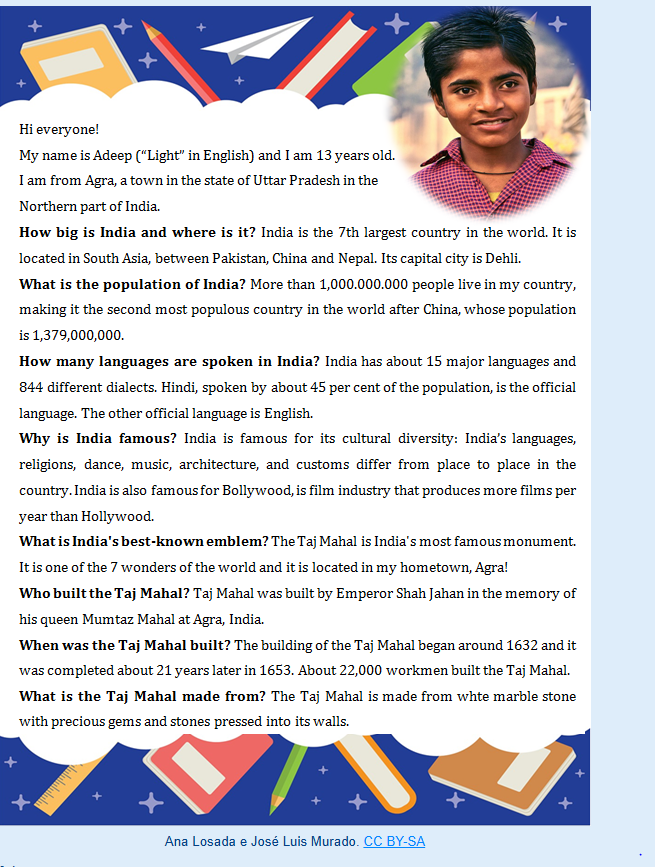 Hi everyone!
My name is Adeep (“Light” in English) and I am 13 years old.
I am from Agra, a town in the state of Uttar Pradesh in the
Northern part of India.
How big is India and where is it? India is the 7th largest country in the world. It is
located in South Asia, between Pakistan, China and Nepal. Its capital city is Dehli.
What is the population of India? More than 1,000.000.000 people live in my country,
making it the second most populous country in the world after China, whose population
is 1,379,000,000.
How many languages are spoken in India? India has about 15 major languages and
844 different dialects. Hindi, spoken by about 45 per cent of the population, is the official
language. The other official language is English.
Why is India famous? India is famous for its cultural diversity: India's languages,
religions, dance, music, architecture, and customs differ from place to place in the
country. India is also famous for Bollywood, is film industry that produces more films per
year than Hollywood.
What is India's best-known emblem? The Taj Mahal is India's most famous monument.
It is one of the 7 wonders of the world and it is located in my hometown, Agra!
Who built the Taj Mahal? Taj Mahal was built by Emperor Shah Jahan in the memory of
his queen Mumtaz Mahal at Agra, India.
When was the Taj Mahal built? The building of the Taj Mahal began around 1632 and it
was completed about 21 years later in 1653. About 22,000 workmen built the Taj Mahal.
What is the Taj Mahal made from? The Taj Mahal is made from whte marble stone
with precious gems and stones pressed into its walls.
Ana Losada e José Luis Murado. CC BY-SA